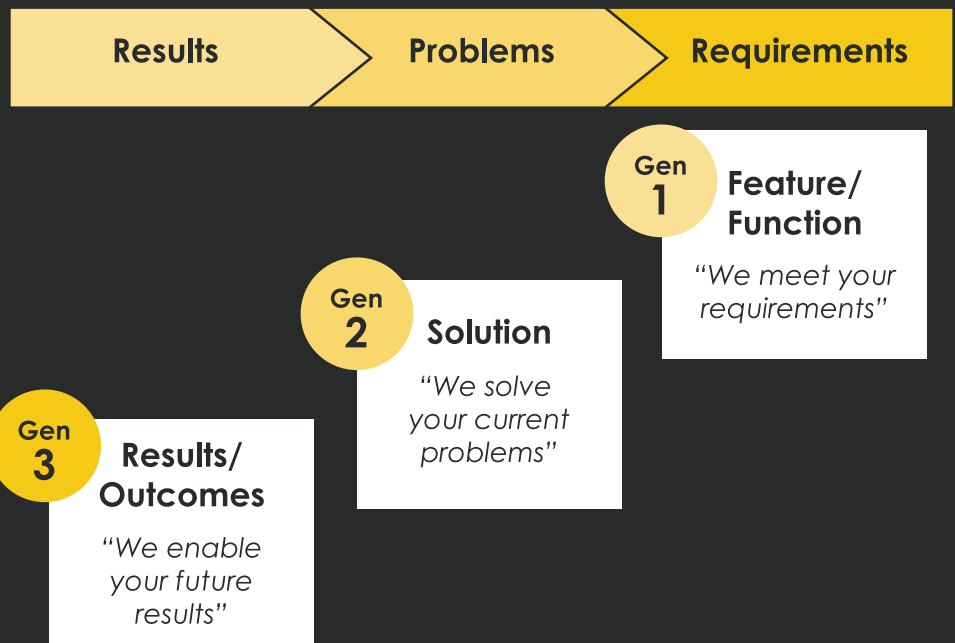 Results
Problems
Requirements
Gen
1
Feature/
Function
“We meet your
requirements”
Gen
2
Solution
“We solve
your current
problems”
Gen
3
Results/
Outcomes
“We enable
your future
results”